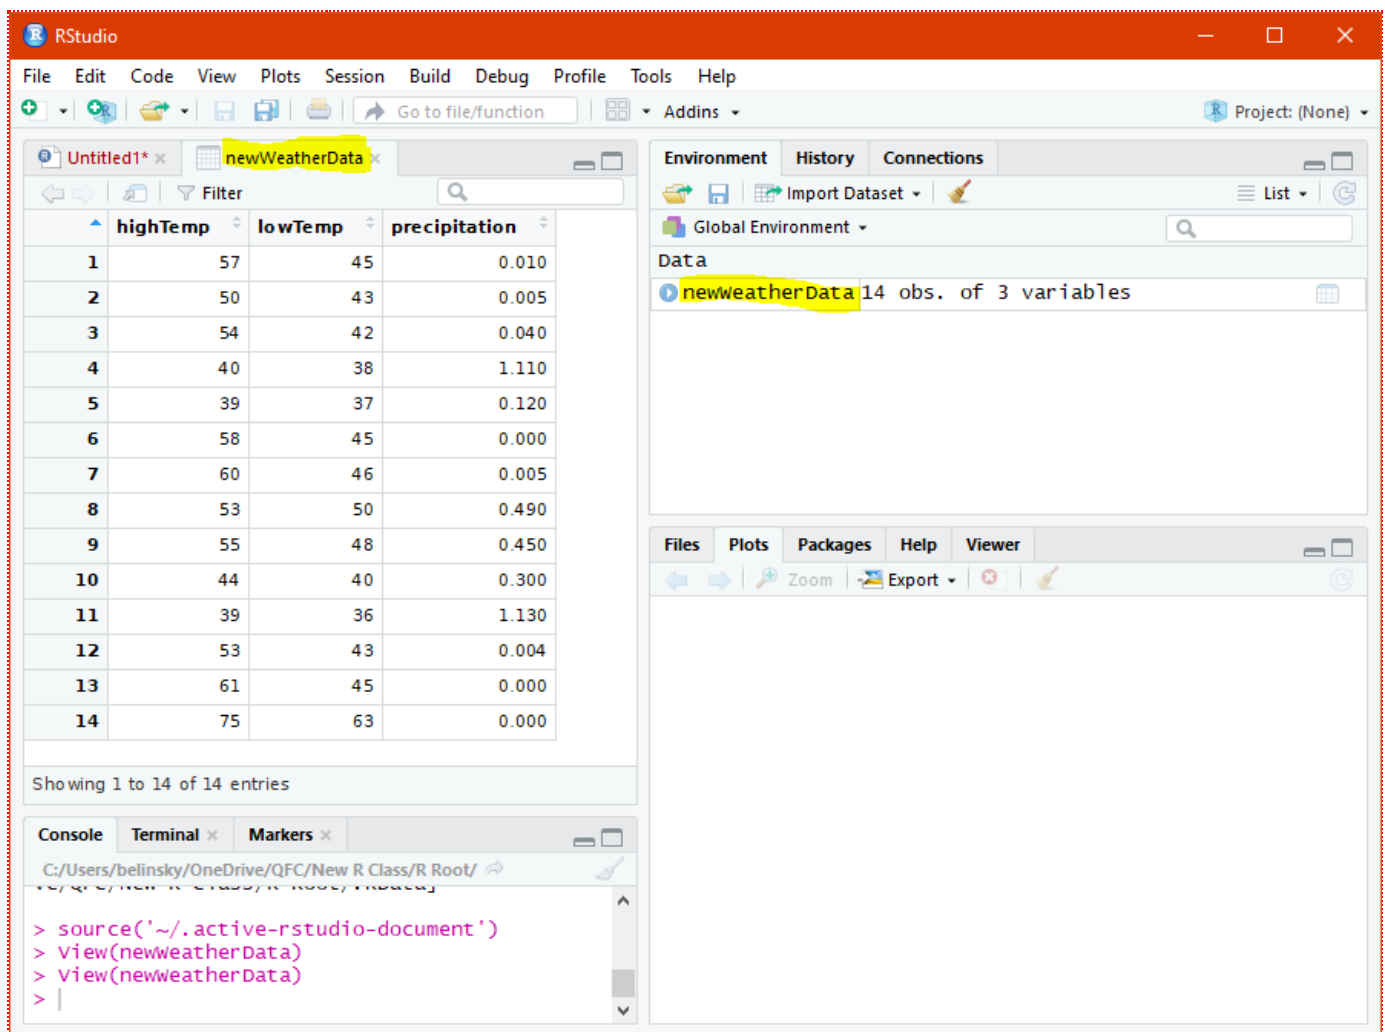 RStudio
File Edit Code View Plots Session Build Debug Profile Tools Help
Go to file/function Addins Project: (None)
Untitled1* newWeatherData
Filter
highTemp lowTemp precipitation
1 57 45 0.010
2 50 43 0.005
3 54 42 0.040
4 40 38 1.110
5 39 37 0.120
6 58 45 0.000
7 60 46 0.005
8 53 50 0.490
9 55 48 0.450
10 44 40 0.300
11 39 36 1.130
12 53 43 0.004
13 61 45 0.000
14 75 63 0.000
Showing 1 to 14 of 14 entries
Console Terminal Markers
C:/Users/belinsky/OneDrive/QFC/New R Class/R Root/
ve/QFC/New R Class/R Root/.RData]
> source('~/.active-rstudio-document')
> View(newWeatherData)
> View(newWeatherData)
>
Environment History Connections
Import Dataset List
Global Environment
Data
newWeatherData 14 obs. of 3 variables
Files Plots Packages Help Viewer
Zoom Export